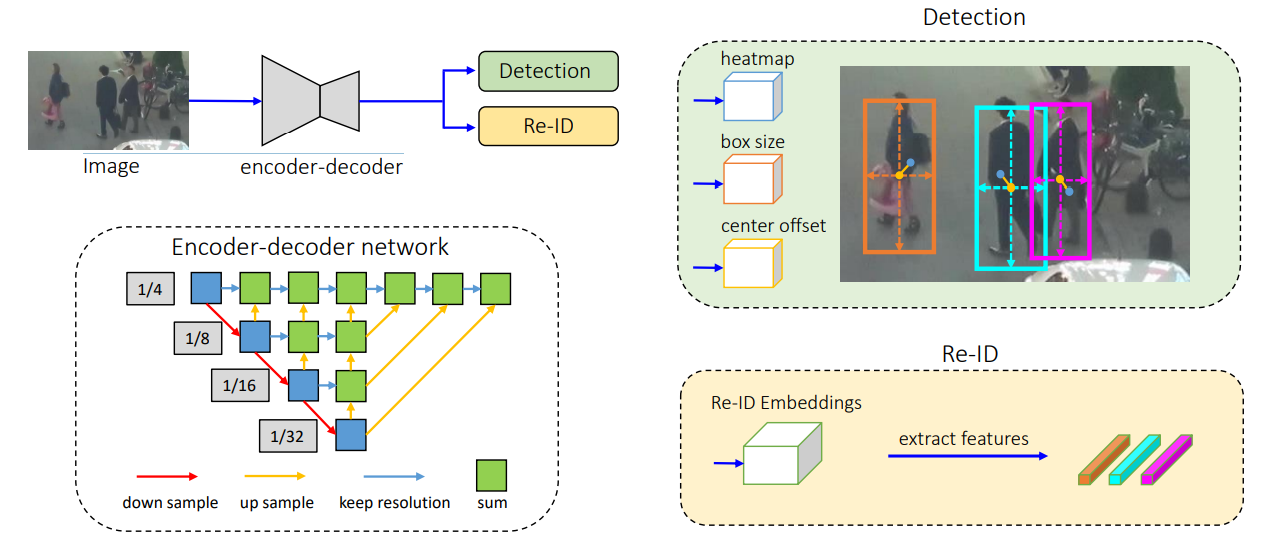 Image
encoder-decoder
Detection
Re-ID
Encoder-decoder network
1/4
1/8
1/16
1/32
down sample
up sample
keep resolution
sum
Detection
heatmap
box size
center offset
Re-ID
Re-ID Embeddings
extract features